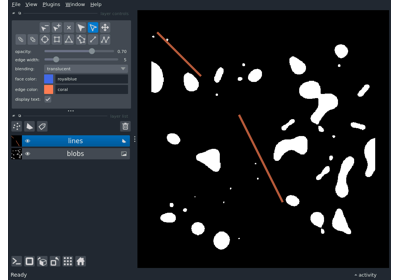 File View Plugins Window Help
opacity: 0.70
edge width:
blending: translucent
face color: royalblue
edge color: coral
display text:
lines
blobs
Ready
activity